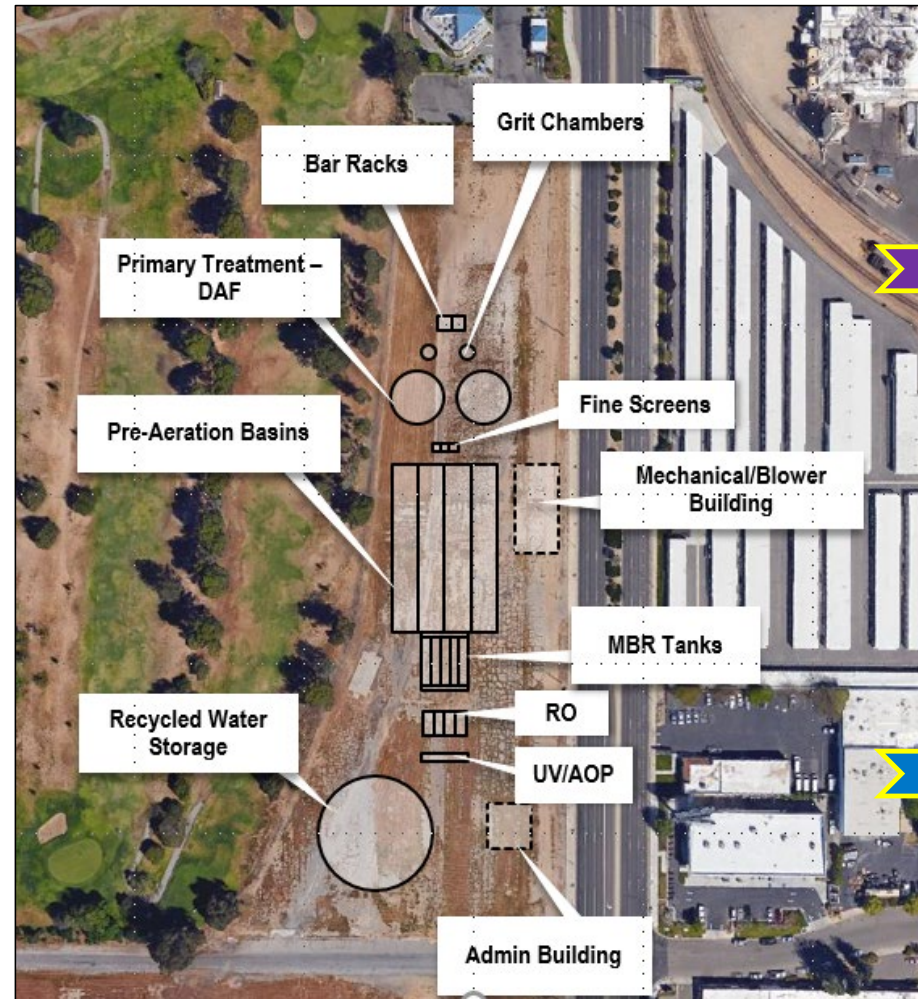 Grit Chambers
Bar Racks
Primary Treatment –
DAF
Fine Screens
Pre-Aeration Basins
Mechanical/Blower
Building
MBR Tanks
RO
Recycled Water
Storage
UV/AOP
Admin Building